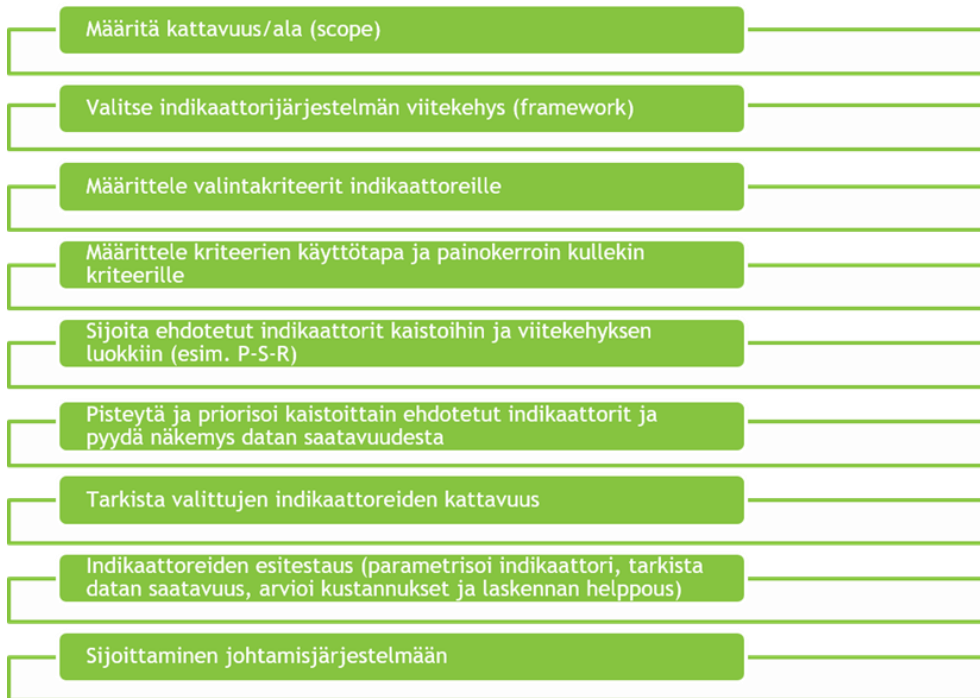 Määritä kattavuus/ala (scope)
Valitse indikaattorijärjestelmän viitekehys (framework)
Määrittele valintakriteerit indikaattoreille
Määrittele kriteerien käyttötapa ja painokerroin kullekin
kriteerille
Sijoita ehdotetut indikaattorit kaistoihin ja viitekehyksen
luokkiin (esim. P-S-R)
Pisteytä ja priorisoi kaistoittain ehdotetut indikaattorit ja
pyydä näkemys datan saatavuudesta
Tarkista valittujen indikaattoreiden kattavuus
Indikaattoreiden esitestaus (parametrisoi indikaattori, tarkista
datan saatavuus, arvioi kustannukset ja laskennan helppous)
Sijoittaminen johtamisjärjestelmään